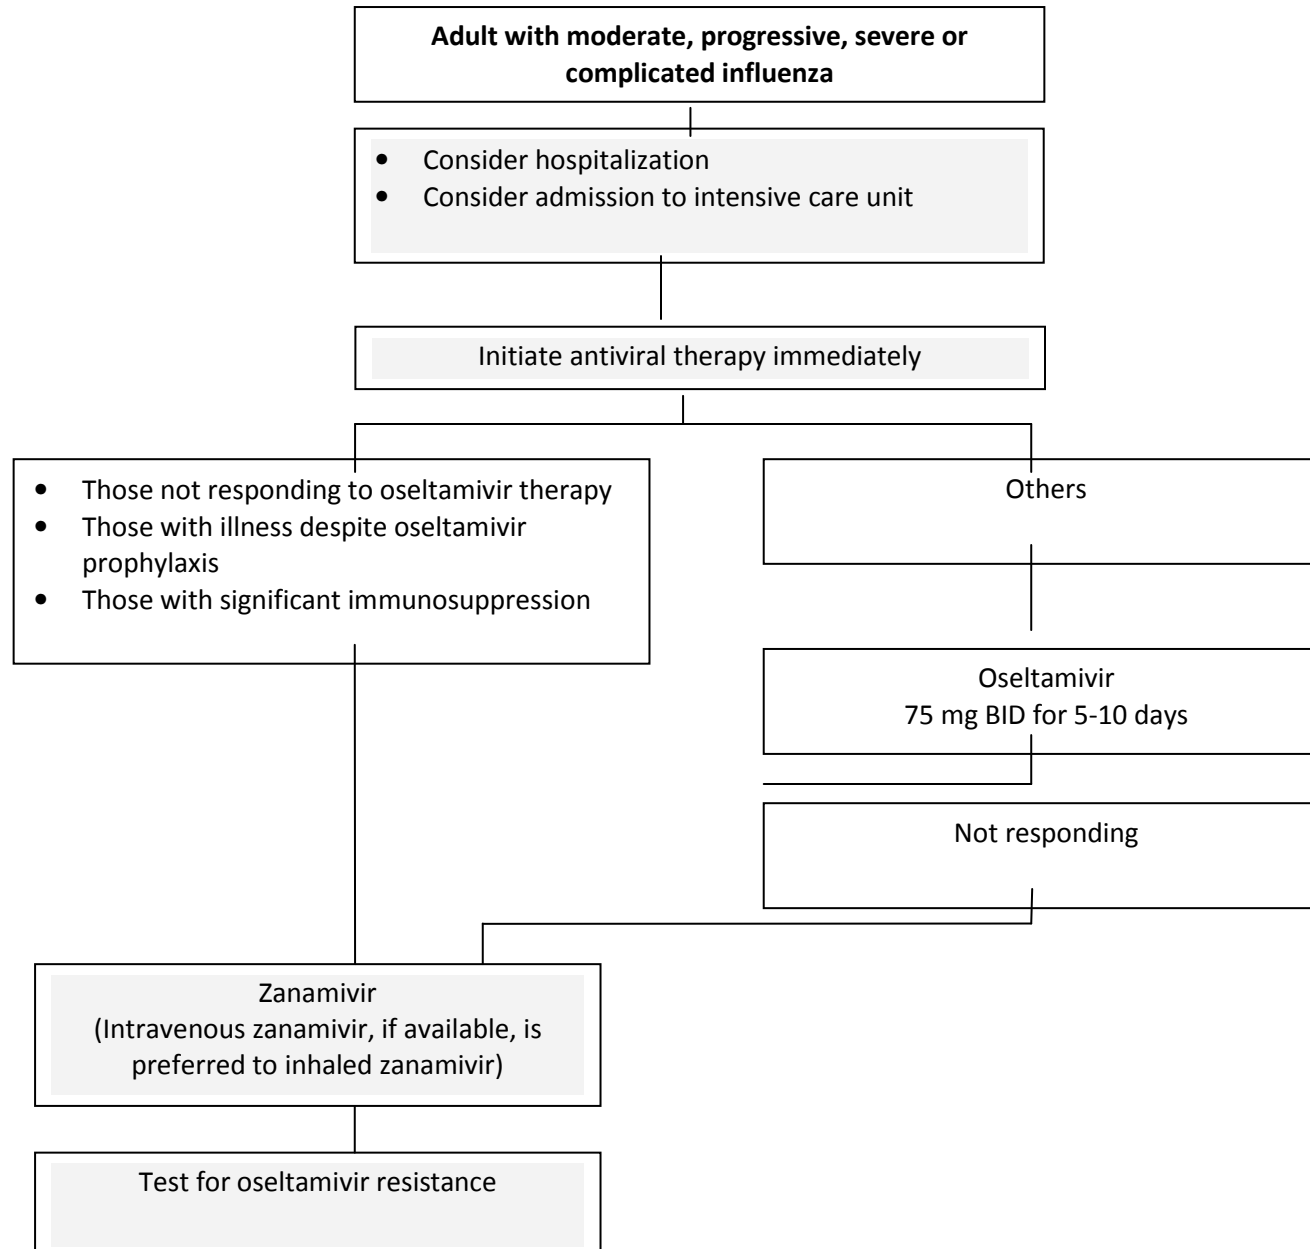 Adult with moderate, progressive, severe or
complicated influenza
• Consider hospitalization
• Consider admission to intensive care unit
Initiate antiviral therapy immediately
• Those not responding to oseltamivir therapy
• Those with illness despite oseltamivir
prophylaxis
• Those with significant immunosuppression
Others
Oseltamivir
75 mg BID for 5-10 days
Not responding
Zanamivir
(Intravenous zanamivir, if available, is
preferred to inhaled zanamivir)
Test for oseltamivir resistance